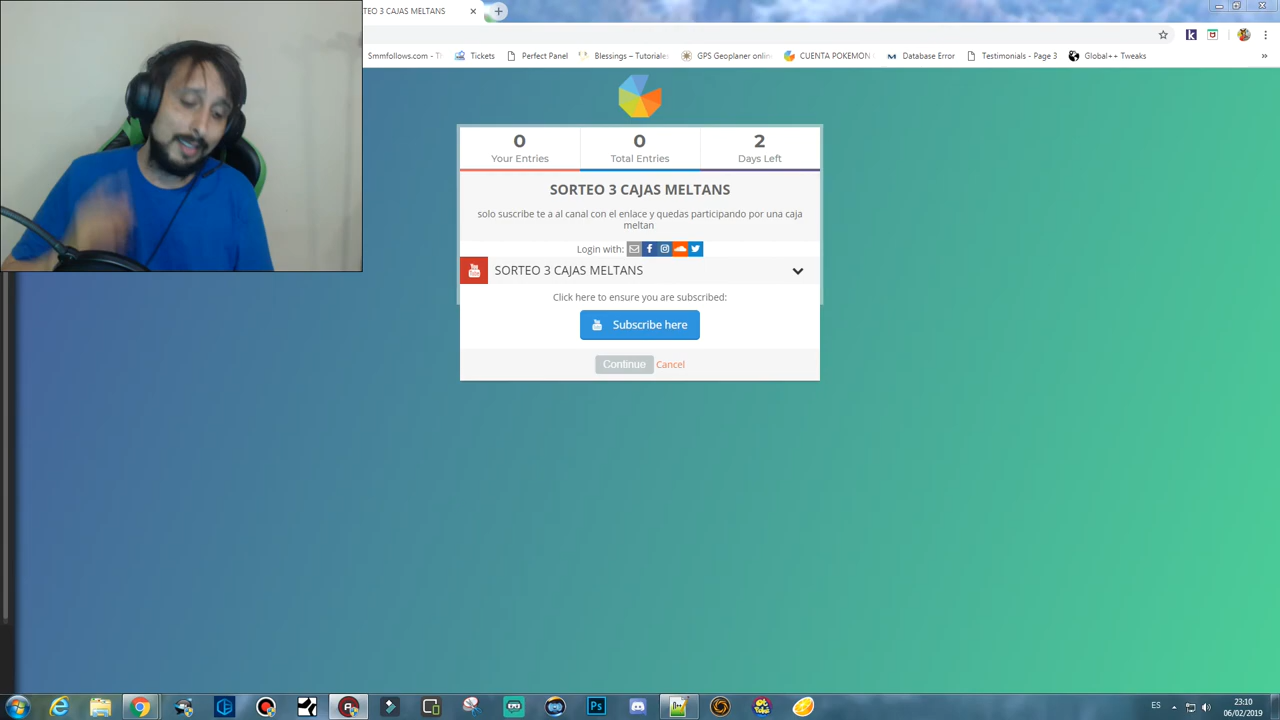 TEO 3 CAJAS MELTANS
Smmfollows.com - Th
Tickets
Perfect Panel
Blessings – Tutoriale
GPS Geoplaner onlin
CUENTA POKEMON
Database Error
Testimonials - Page 3
Global++ Tweaks
0
Your Entries
0
Total Entries
2
Days Left
SORTEO 3 CAJAS MELTANS
solo suscribe te a al canal con el enlace y quedas participando por una caja
meltan
Login with:
SORTEO 3 CAJAS MELTANS
Click here to ensure you are subscribed:
Subscribe here
Continue Cancel
Ps
ES
23:10
06/02/2019